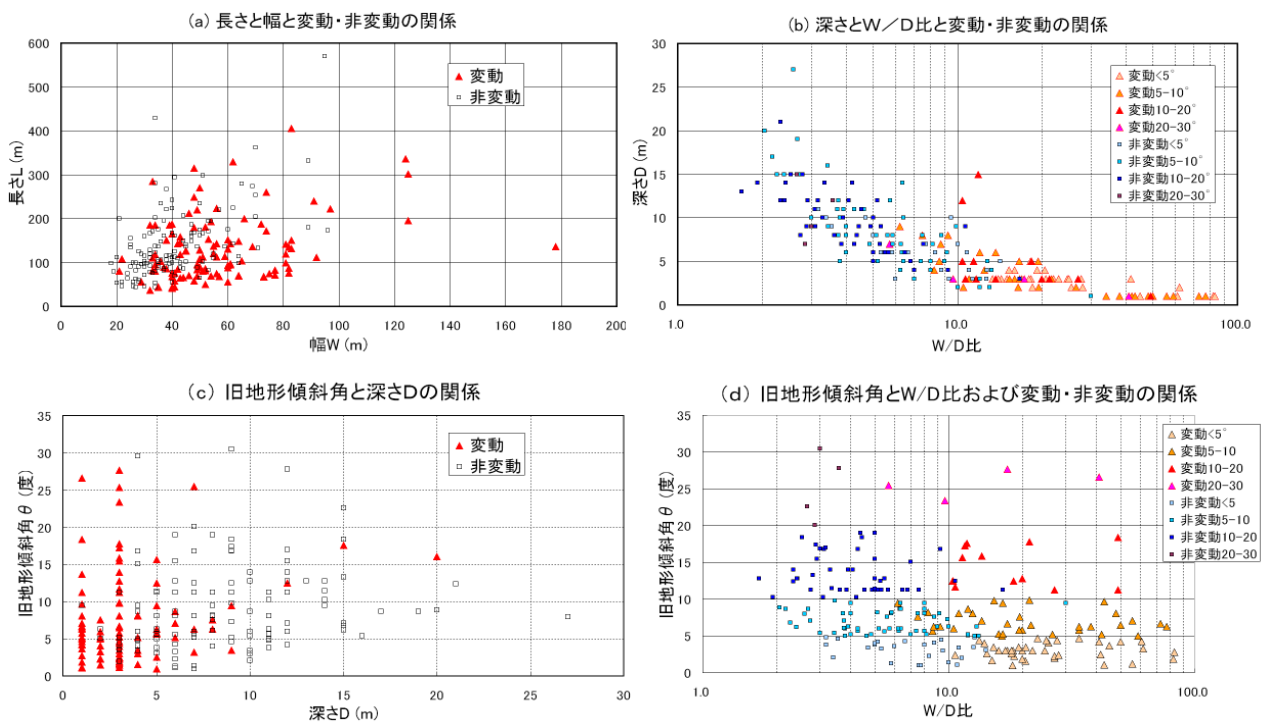 (a) 長さと幅と変動・非変動の関係
600
500
400
300
200
100
0
長さL (m)
変動
非変動
0 20 40 60 80 100 120 140 160 180 200
幅W (m)
(b) 深さとW/D比と変動・非変動の関係
30
25
20
15
10
5
0
深さD (m)
変動<5°
変動5-10°
変動10-20°
変動20-30°
非変動<5°
非変動5-10°
非変動10-20°
非変動20-30°
1.0 10.0 100.0
W/D比
(c) 旧地形傾斜角と深さDの関係
35
30
25
20
15
10
5
0
旧地形傾斜角θ (度)
変動
非変動
0 5 10 15 20 25 30
深さD (m)
(d) 旧地形傾斜角とW/D比および変動・非変動の関係
35
30
25
20
15
10
5
0
旧地形傾斜角θ (度)
変動<5°
変動5-10
変動10-20
変動20-30
非変動<5
非変動5-10
非変動10-20
非変動20-30
1.0 10.0 100.0
W/D比